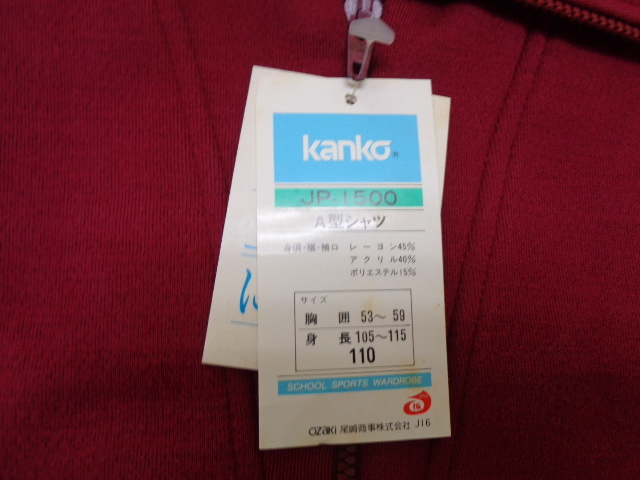 kanko®
JP-1500
A型シャツ
身頃・裾・袖口 レーヨン45%
アクリル40%
ポリエステル15%
サイズ
胸囲 53～59
身長 105～115
110
SCHOOL SPORTS WARDROBE
OZAKI 尾崎商事株式会社 J16